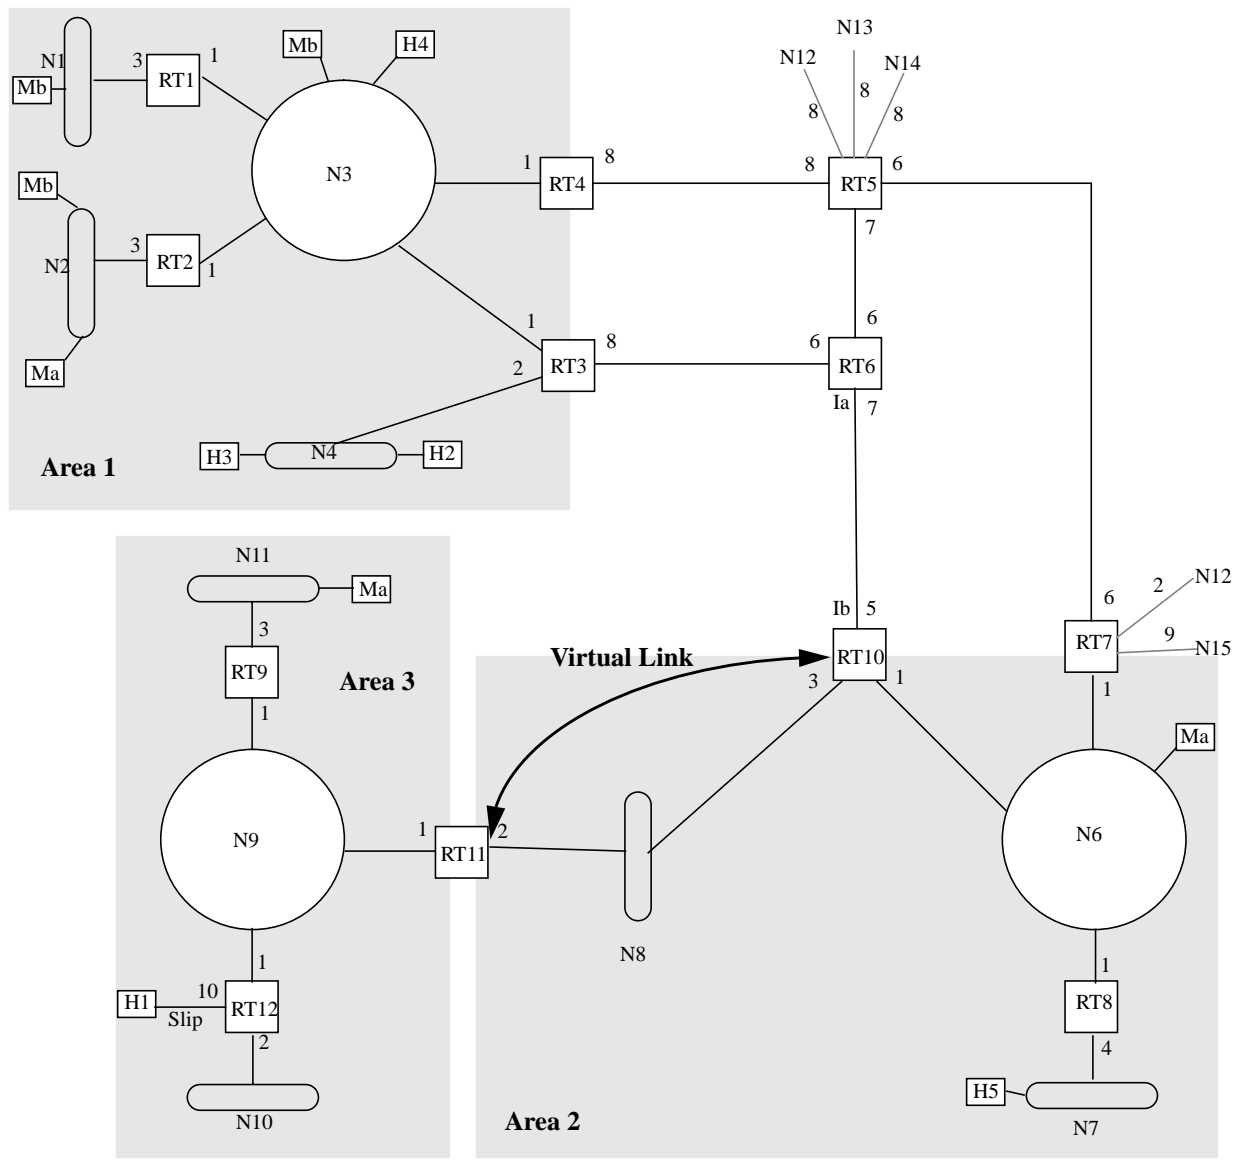 N13
N12
N14
Mb
H4
N1
3
1
RT1
Mb
8
8
8
N3
1
8
8
6
RT4
RT5
Mb
7
3
RT2
1
N2
1
8
6
6
2
RT3
RT6
Ma
Ia
7
H3
N4
H2
Area 1
N11
Ma
N12
2
Ib
5
6
3
9
RT7
N15
Virtual Link
RT10
RT9
Area 3
3
1
1
1
Ma
N9
1
2
N6
RT11
N8
1
1
H1
10
RT12
RT8
Slip
2
4
H5
N10
Area 2
N7